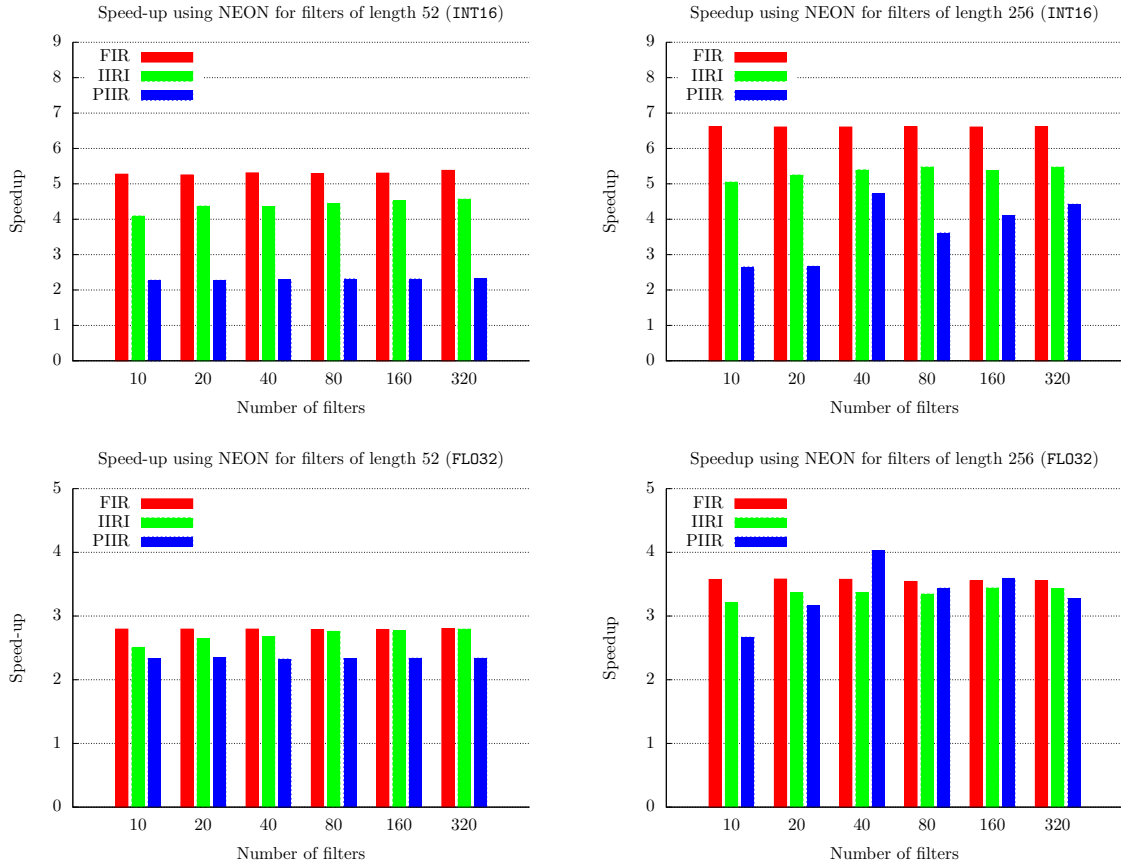 Speed-up using NEON for filters of length 52 (INT16)
9
8
7
6
5
4
3
2
1
0
Speedup
FIR
IIRI
PIIR
10 20 40 80 160 320
Number of filters
Speedup using NEON for filters of length 256 (INT16)
9
8
7
6
5
4
3
2
1
0
Speedup
FIR
IIRI
PIIR
10 20 40 80 160 320
Number of filters
Speed-up using NEON for filters of length 52 (FLO32)
5
4
3
2
1
0
Speed-up
FIR
IIRI
PIIR
10 20 40 80 160 320
Number of filters
Speedup using NEON for filters of length 256 (FLO32)
5
4
3
2
1
0
Speedup
FIR
IIRI
PIIR
10 20 40 80 160 320
Number of filters